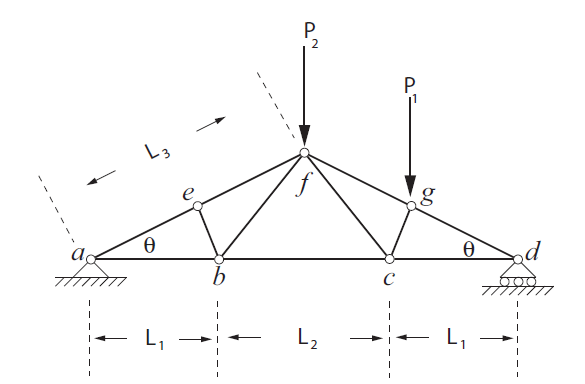 P₂
P₁
L₃
e
f
g
a
θ
θ
d
b
c
L₁
L₂
L₁